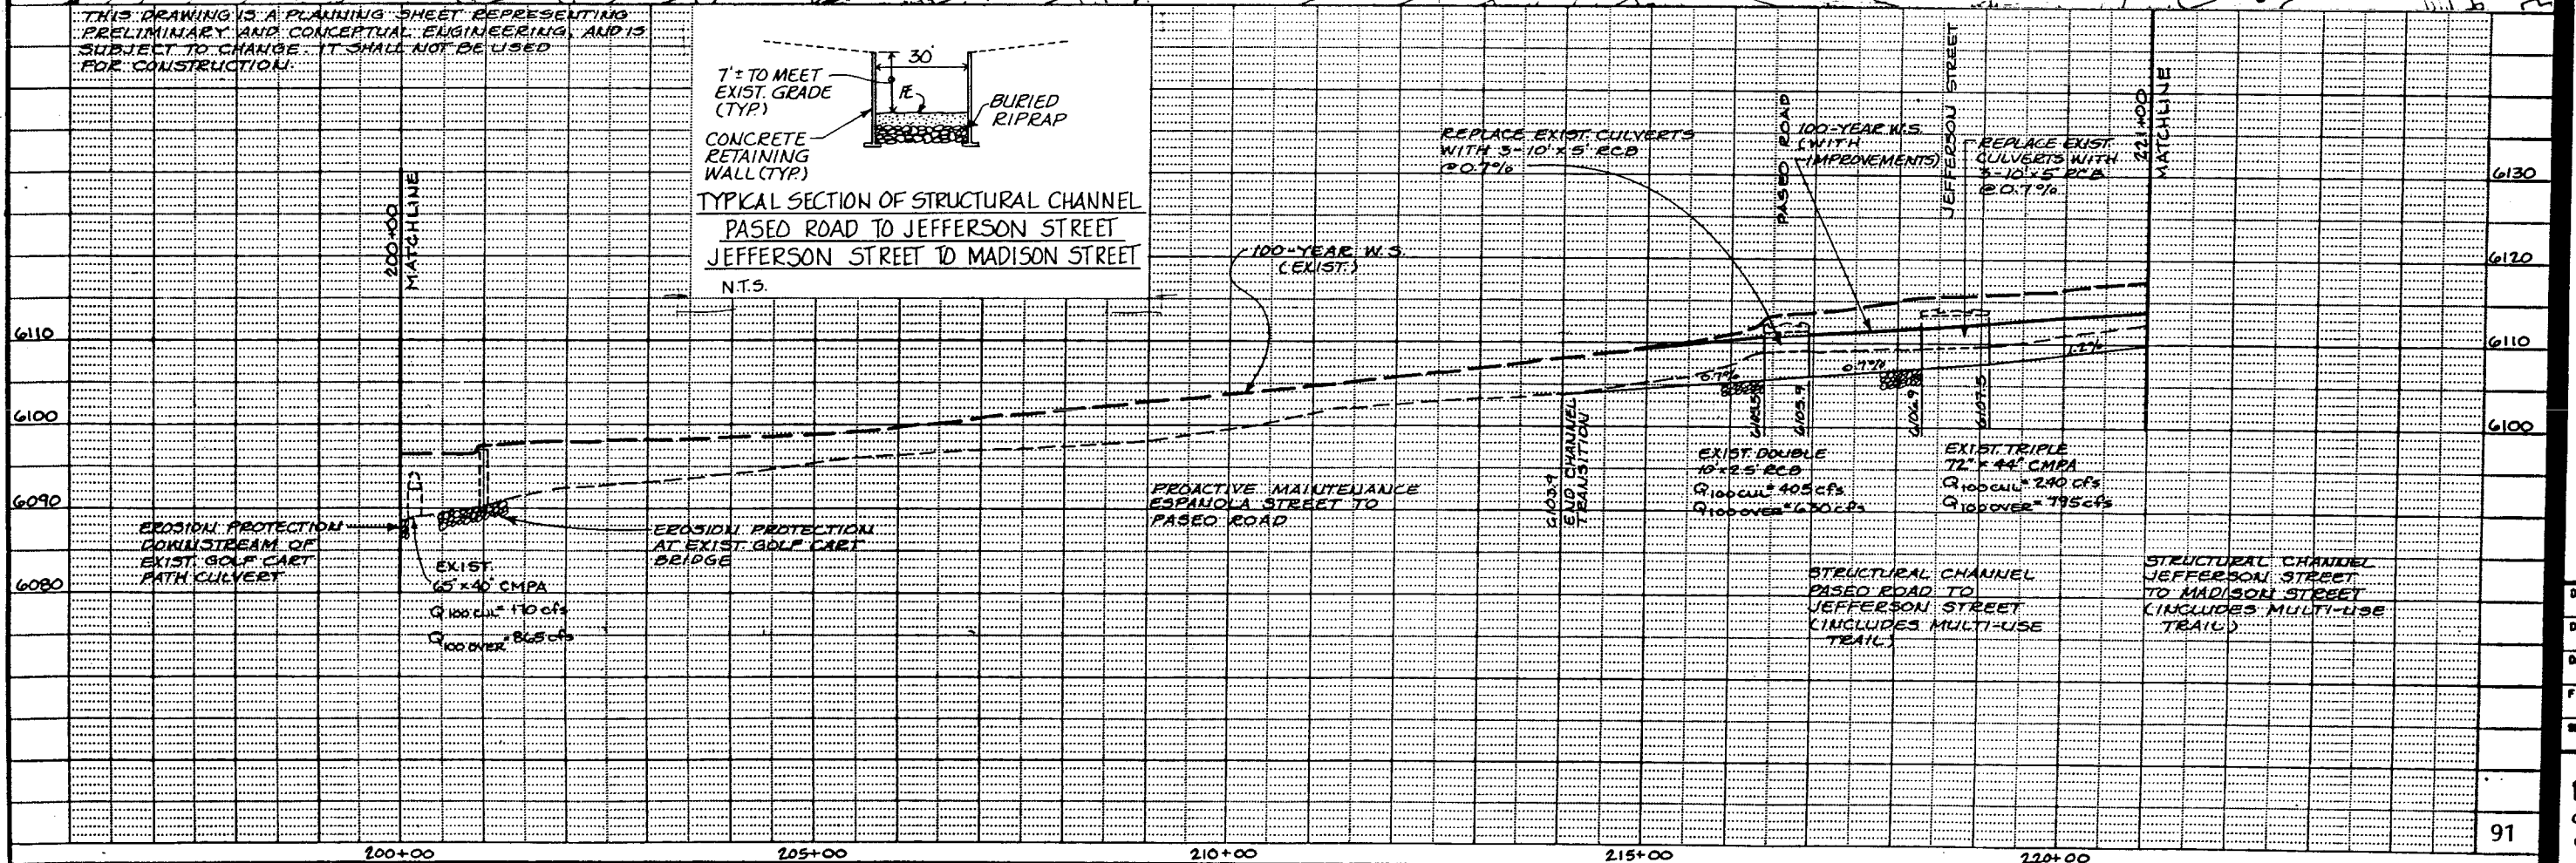 THIS DRAWING IS A PLANNING SHEET REPRESENTING
PRELIMINARY AND CONCEPTUAL ENGINEERING, AND IS
SUBJECT TO CHANGE. IT SHALL NOT BE USED
FOR CONSTRUCTION.
30'
7'± TO MEET
EXIST. GRADE
(TYP.)
BURIED
RIPRAP
CONCRETE
RETAINING
WALL (TYP.)
TYPICAL SECTION OF STRUCTURAL CHANNEL
PASEO ROAD TO JEFFERSON STREET
JEFFERSON STREET TO MADISON STREET
N.T.S.
200+00
MATCHLINE
100-YEAR W.S.
(EXIST.)
REPLACE EXIST. CULVERTS
WITH 3-10' x 5' RCB
@ 0.7%
PASEO ROAD
100-YEAR W.S.
(WITH
IMPROVEMENTS)
JEFFERSON STREET
REPLACE EXIST.
CULVERTS WITH
3-10' x 5' RCB
@ 0.7%
221+00
MATCHLINE
6130
6120
6110
6100
6110
6100
6090
6080
0.7%
0.7%
1.2%
6103.9
END CHANNEL
TRANSITION
6105.5
6105.9
6106.9
6107.5
EXIST. DOUBLE
10' x 2.5' RCB
Q100 CUL = 405 cfs
Q100 OVER = 630 cfs
EXIST. TRIPLE
72" x 44" CMPA
Q100 CUL = 240 cfs
Q100 OVER = 795 cfs
PROACTIVE MAINTENANCE
ESPANOLA STREET TO
PASEO ROAD
EROSION PROTECTION
DOWNSTREAM OF
EXIST. GOLF CART
PATH CULVERT
EXIST.
65" x 40" CMPA
Q100 CUL = 170 cfs
Q100 OVER = 865 cfs
EROSION PROTECTION
AT EXIST. GOLF CART
BRIDGE
STRUCTURAL CHANNEL
PASEO ROAD TO
JEFFERSON STREET
(INCLUDES MULTI-USE
TRAIL)
STRUCTURAL CHANNEL
JEFFERSON STREET
TO MADISON STREET
(INCLUDES MULTI-USE
TRAIL)
91
200+00
205+00
210+00
215+00
220+00